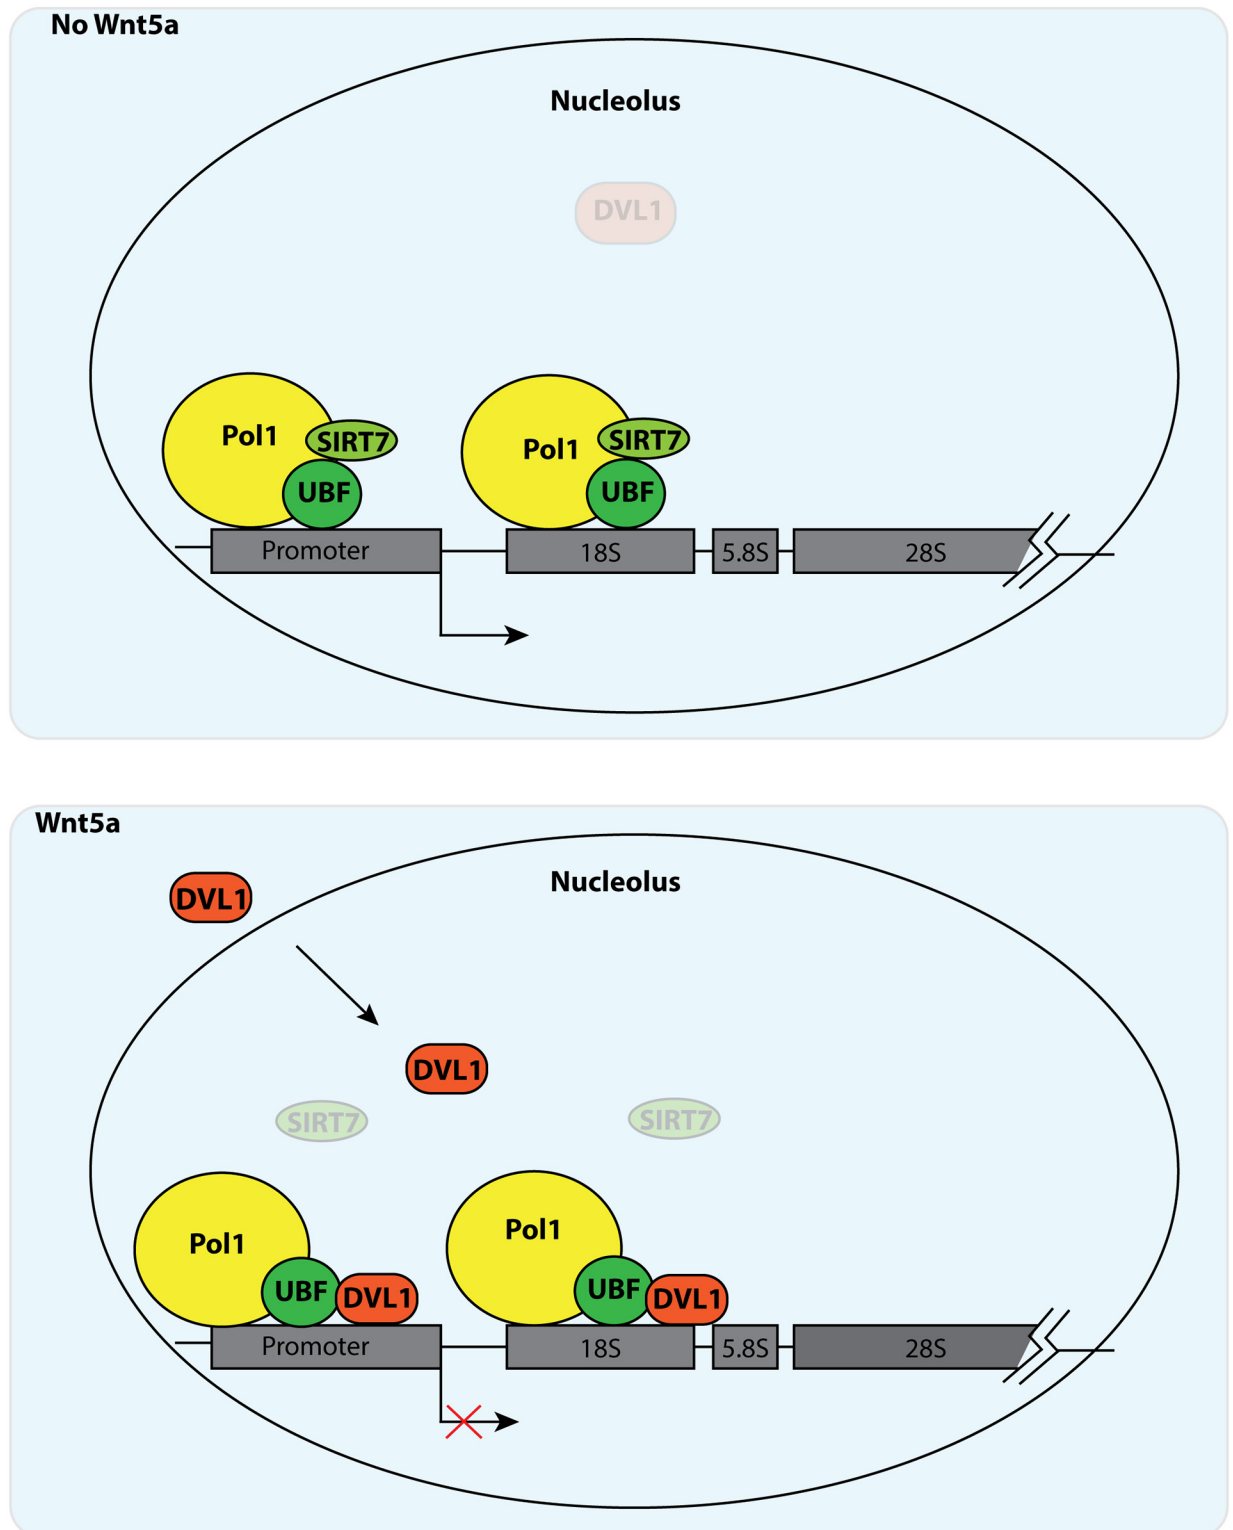 No Wnt5a
Nucleolus
DVL1
Pol1
SIRT7
UBF
Pol1
SIRT7
UBF
Promoter
18S
5.8S
28S
Wnt5a
Nucleolus
DVL1
DVL1
SIRT7
SIRT7
Pol1
UBF
DVL1
Pol1
UBF
DVL1
Promoter
18S
5.8S
28S